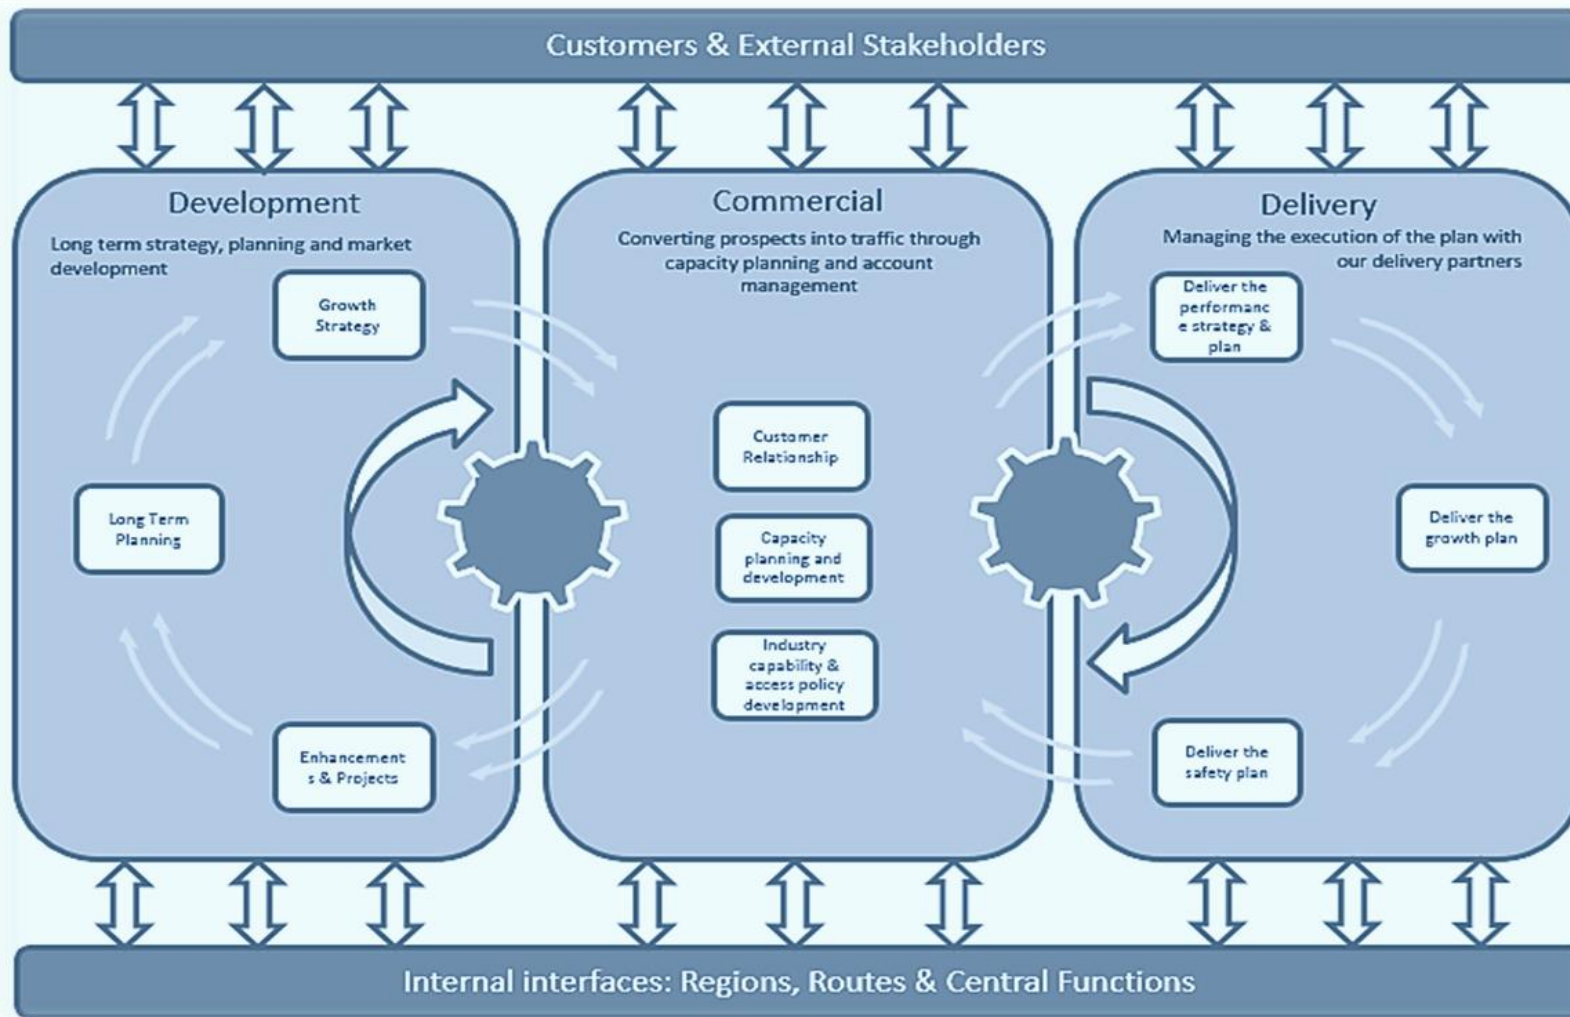 Customers & External Stakeholders
Development
Long term strategy, planning and market
development
Growth
Strategy
Long Term
Planning
Enhancement
s & Projects
Commercial
Converting prospects into traffic through
capacity planning and account
management
Customer
Relationship
Capacity
planning and
development
Industry
capability &
access policy
development
Delivery
Managing the execution of the plan with
our delivery partners
Deliver the
performanc
e strategy &
plan
Deliver the
growth plan
Deliver the
safety plan
Internal interfaces: Regions, Routes & Central Functions